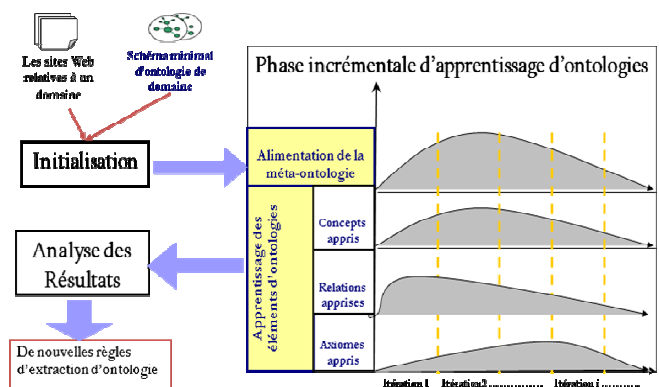 Les sites Web
relatives à un
domaine
Schéma minimal
d'ontologie de
domaine
Initialisation
Phase incrémentale d'apprentissage d'ontologies
Alimentation de la
méta-ontologie
Apprentissage des
éléments d'ontologies
Concepts
appris
Relations
apprises
Axiomes
appris
Analyse des
Résultats
De nouvelles règles
d'extraction d'ontologie
Itération 1 Itération2 ................ Itération i ............